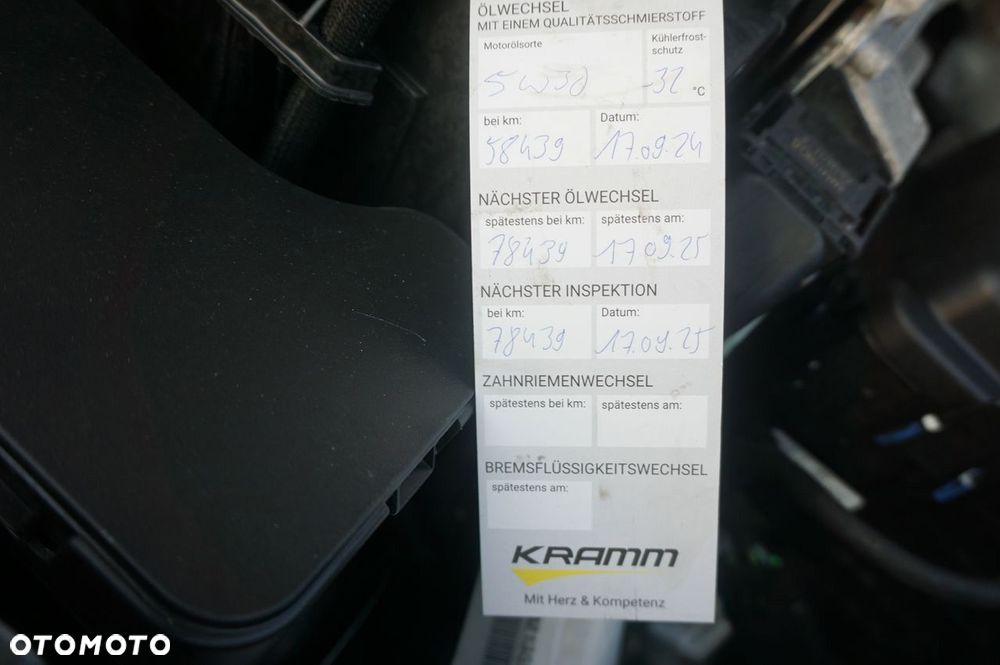 ÖLWECHSEL
MIT EINEM QUALITÄTSSCHMIERSTOFF
Motorölsorte
Kühlerfrost-
schutz
5W30
-32 °C
bei km: Datum:
58439 17.09.24
NÄCHSTER ÖLWECHSEL
spätestens bei km: spätestens am:
78439 17.09.25
NÄCHSTER INSPEKTION
bei km: Datum:
78439 17.09.25
ZAHNRIEMENWECHSEL
spätestens bei km: spätestens am:
BREMSFLÜSSIGKEITSWECHSEL
spätestens am:
KRAMM
Mit Herz & Kompetenz
OTOMOTO